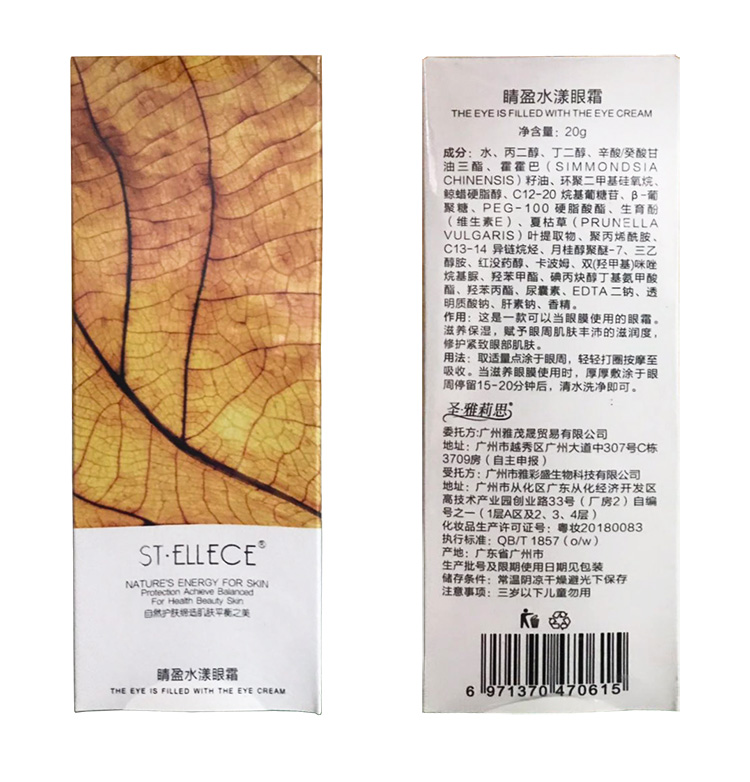 ST·ELLECE®
NATURE'S ENERGY FOR SKIN
Protection Achieve Balanced
For Health Beauty Skin
自然护肤缔造肌肤平衡之美
睛盈水漾眼霜
THE EYE IS FILLED WITH THE EYE CREAM
睛盈水漾眼霜
THE EYE IS FILLED WITH THE EYE CREAM
净含量：20g
成分：水、丙二醇、丁二醇、辛酸/癸酸甘
油三酯、霍霍巴（SIMMONDSIA
CHINENSIS）籽油、环聚二甲基硅氧烷、
鲸蜡硬脂醇、C12-20 烷基葡糖苷、β-葡
聚糖、PEG-100硬脂酸酯、生育酚
（维生素E）、夏枯草（PRUNELLA
VULGARIS）叶提取物、聚丙烯酰胺、
C13-14 异链烷烃、月桂醇聚醚-7、三乙
醇胺、红没药醇、卡波姆、双(羟甲基)咪唑
烷基脲、羟苯甲酯、碘丙炔醇丁基氨甲酸
酯、羟苯丙酯、尿囊素、EDTA 二钠、透
明质酸钠、肝素钠、香精。
作用：这是一款可以当眼膜使用的眼霜。
滋养保湿，赋予眼周肌肤丰沛的滋润度，
修护紧致眼部肌肤。
用法：取适量点涂于眼周，轻轻打圈按摩至
吸收。当滋养眼膜使用时，厚厚敷涂于眼
周停留15-20分钟后，清水洗净即可。
圣·雅莉思®
委托方:广州雅茂晟贸易有限公司
地址：广州市越秀区广州大道中307号C栋
3709房（自主申报）
受托方：广州市雅彩盛生物科技有限公司
地址：广州市从化区广东从化经济开发区
高技术产业园创业路33号（厂房2）自编
号之一（1层A区及2、3、4层）
化妆品生产许可证号：粤妆20180083
执行标准：QB/T 1857（o/w）
产地：广东省广州市
生产批号及限期使用日期见包装
储存条件：常温阴凉干燥避光下保存
注意事项：三岁以下儿童勿用
6 971370 470615